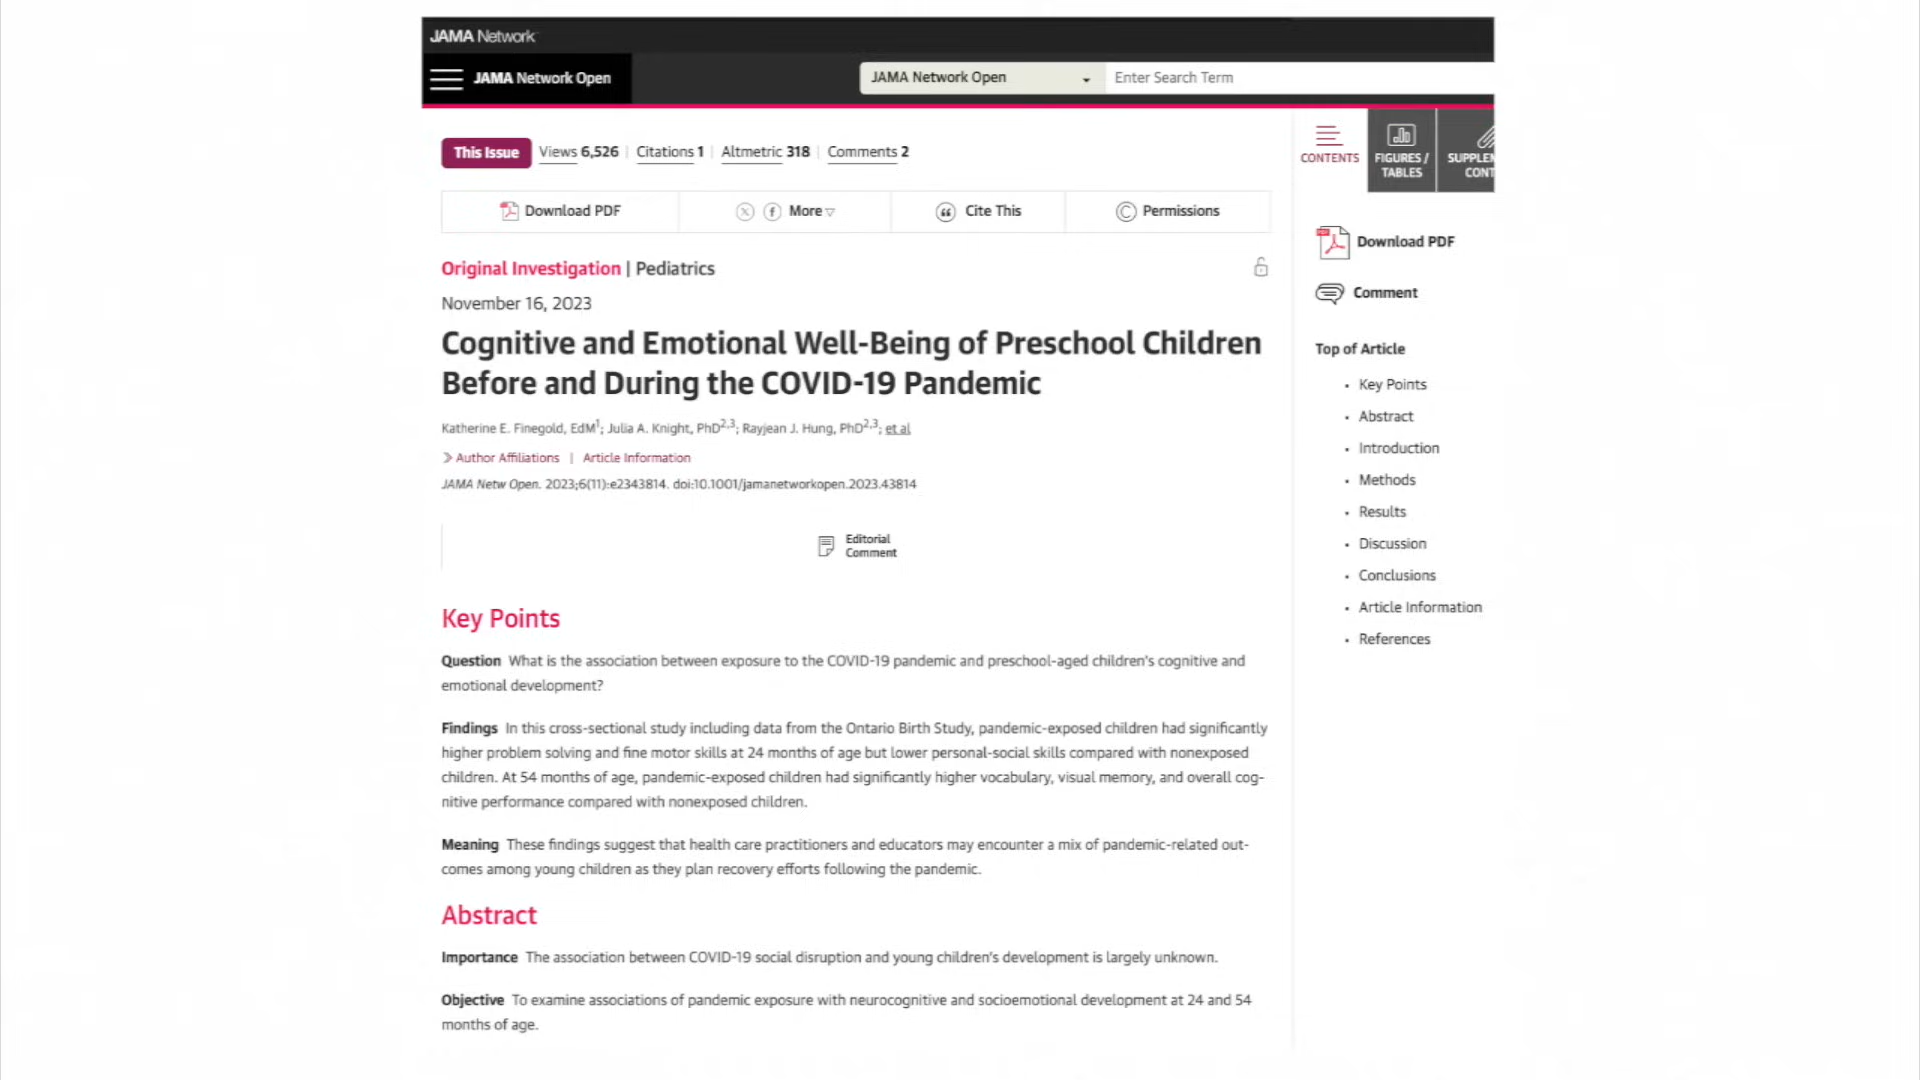 JAMA Network
JAMA Network Open
JAMA Network Open
Enter Search Term
This Issue Views 6,526 Citations 1 Altmetric 318 Comments 2
CONTENTS
FIGURES /
TABLES
Download PDF
More
Cite This
Permissions
Original Investigation | Pediatrics
November 16, 2023
Cognitive and Emotional Well-Being of Preschool Children
Before and During the COVID-19 Pandemic
Katherine E. Finegold, EdM1; Julia A. Knight, PhD2,3; Rayjean J. Hung, PhD2,3; et al
Author Affiliations | Article Information
JAMA Netw Open. 2023;6(11):e2343814. doi:10.1001/jamanetworkopen.2023.43814
Editorial
Comment
Key Points
Question What is the association between exposure to the COVID-19 pandemic and preschool-aged children's cognitive and
emotional development?
Findings In this cross-sectional study including data from the Ontario Birth Study, pandemic-exposed children had significantly
higher problem solving and fine motor skills at 24 months of age but lower personal-social skills compared with nonexposed
children. At 54 months of age, pandemic-exposed children had significantly higher vocabulary, visual memory, and overall cog-
nitive performance compared with nonexposed children.
Meaning These findings suggest that health care practitioners and educators may encounter a mix of pandemic-related out-
comes among young children as they plan recovery efforts following the pandemic.
Abstract
Importance The association between COVID-19 social disruption and young children's development is largely unknown.
Objective To examine associations of pandemic exposure with neurocognitive and socioemotional development at 24 and 54
months of age.
Download PDF
Comment
Top of Article
Key Points
Abstract
Introduction
Methods
Results
Discussion
Conclusions
Article Information
References